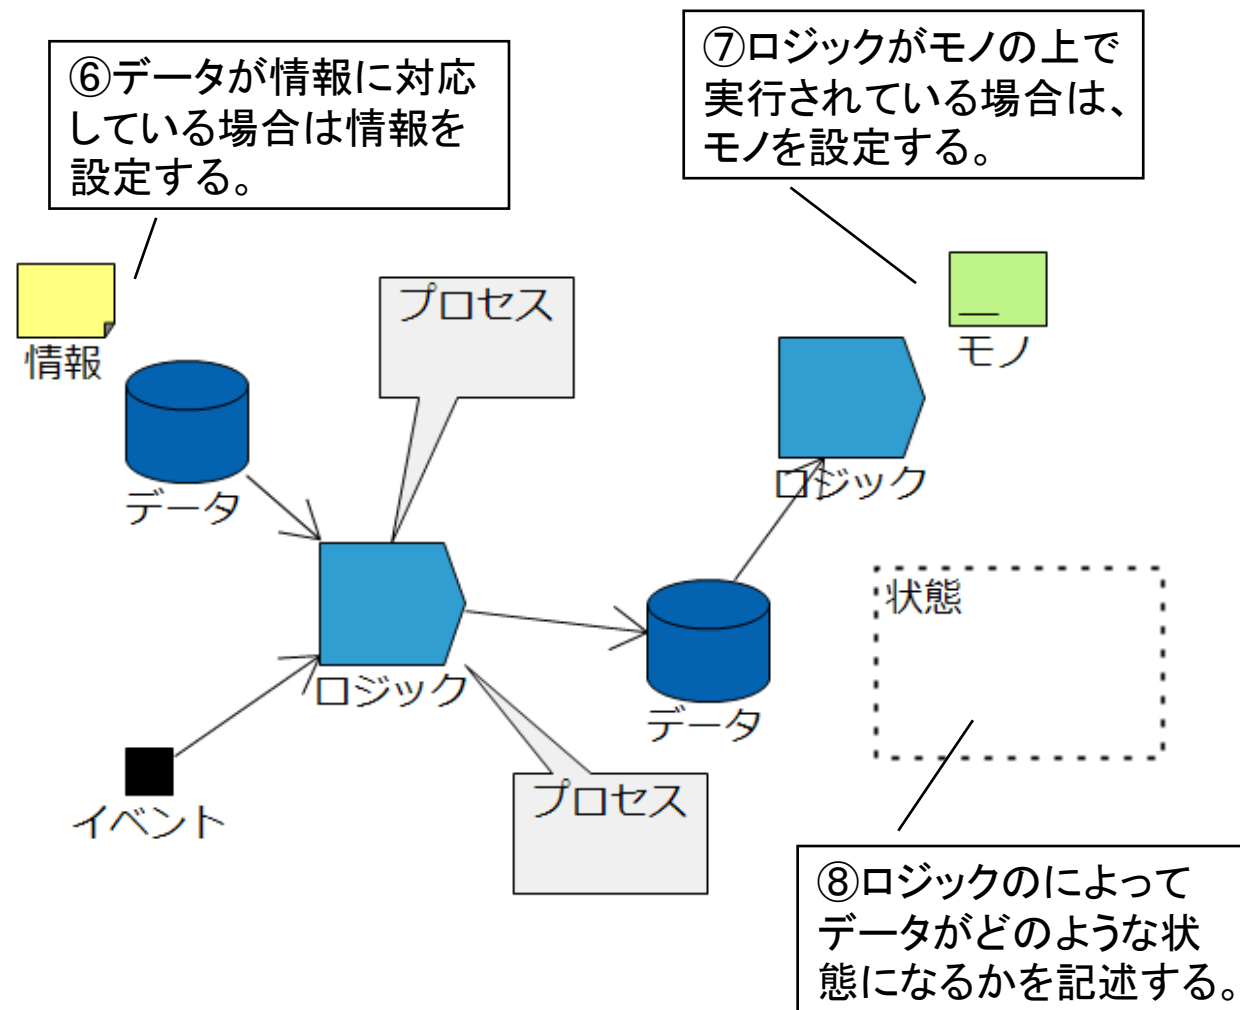 ⑥データが情報に対応
している場合は情報を
設定する。
⑦ロジックがモノの上で
実行されている場合は、
モノを設定する。
情報
プロセス
モノ
データ
ロジック
状態
ロジック
データ
イベント
プロセス
⑧ロジックのによって
データがどのような状
態になるかを記述する。